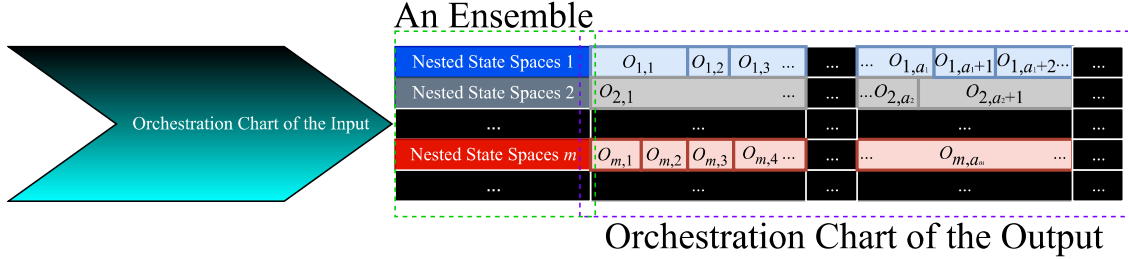 An Ensemble
Orchestration Chart of the Input
Nested State Spaces 1 O1,1 O1,2 O1,3 ... ... ... O1,a1 O1,a1+1 O1,a1+2... ...
Nested State Spaces 2 O2,1 ... ... ...O2,a2 O2,a2+1 ...
... ... ... ... ...
Nested State Spaces m Om,1 Om,2 Om,3 Om,4 ... ... ... Om,am ... ...
... ... ... ... ...
Orchestration Chart of the Output